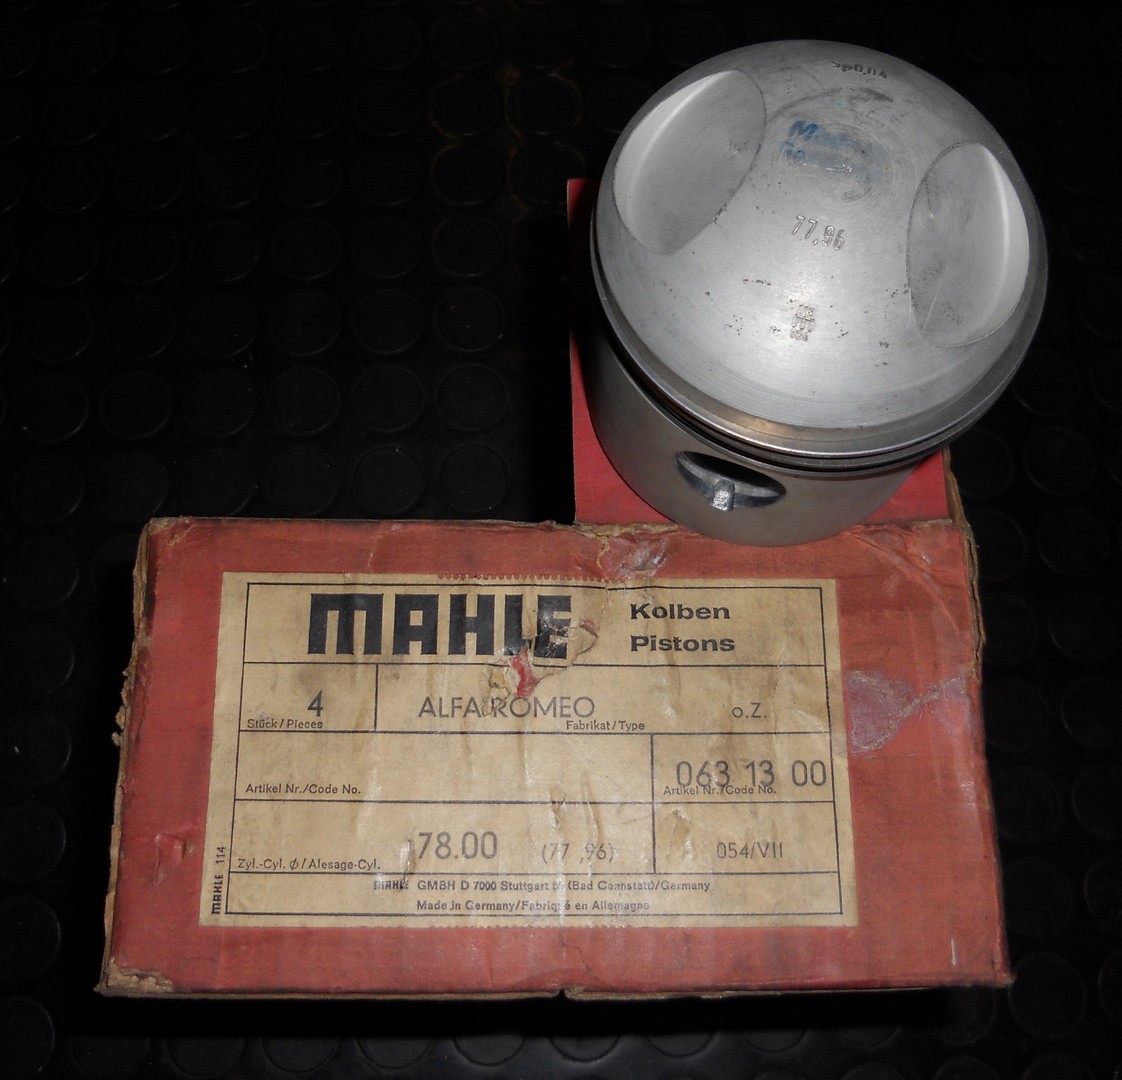 77,96
MAHLE
Kolben
Pistons
4
Stück/Pieces
ALFA ROMEO
Fabrikat/Type
o.Z.
Artikel Nr./Code No.
063 13 00
Artikel Nr./Code No.
78.00
(77,96)
Zyl.-Cyl. ∅/Alesage-Cyl.
054/VII
MAHLE 114
MAHLE GMBH D 7000 Stuttgart (Bad Cannstatt)/Germany
Made in Germany/Fabriqué en Allemagne